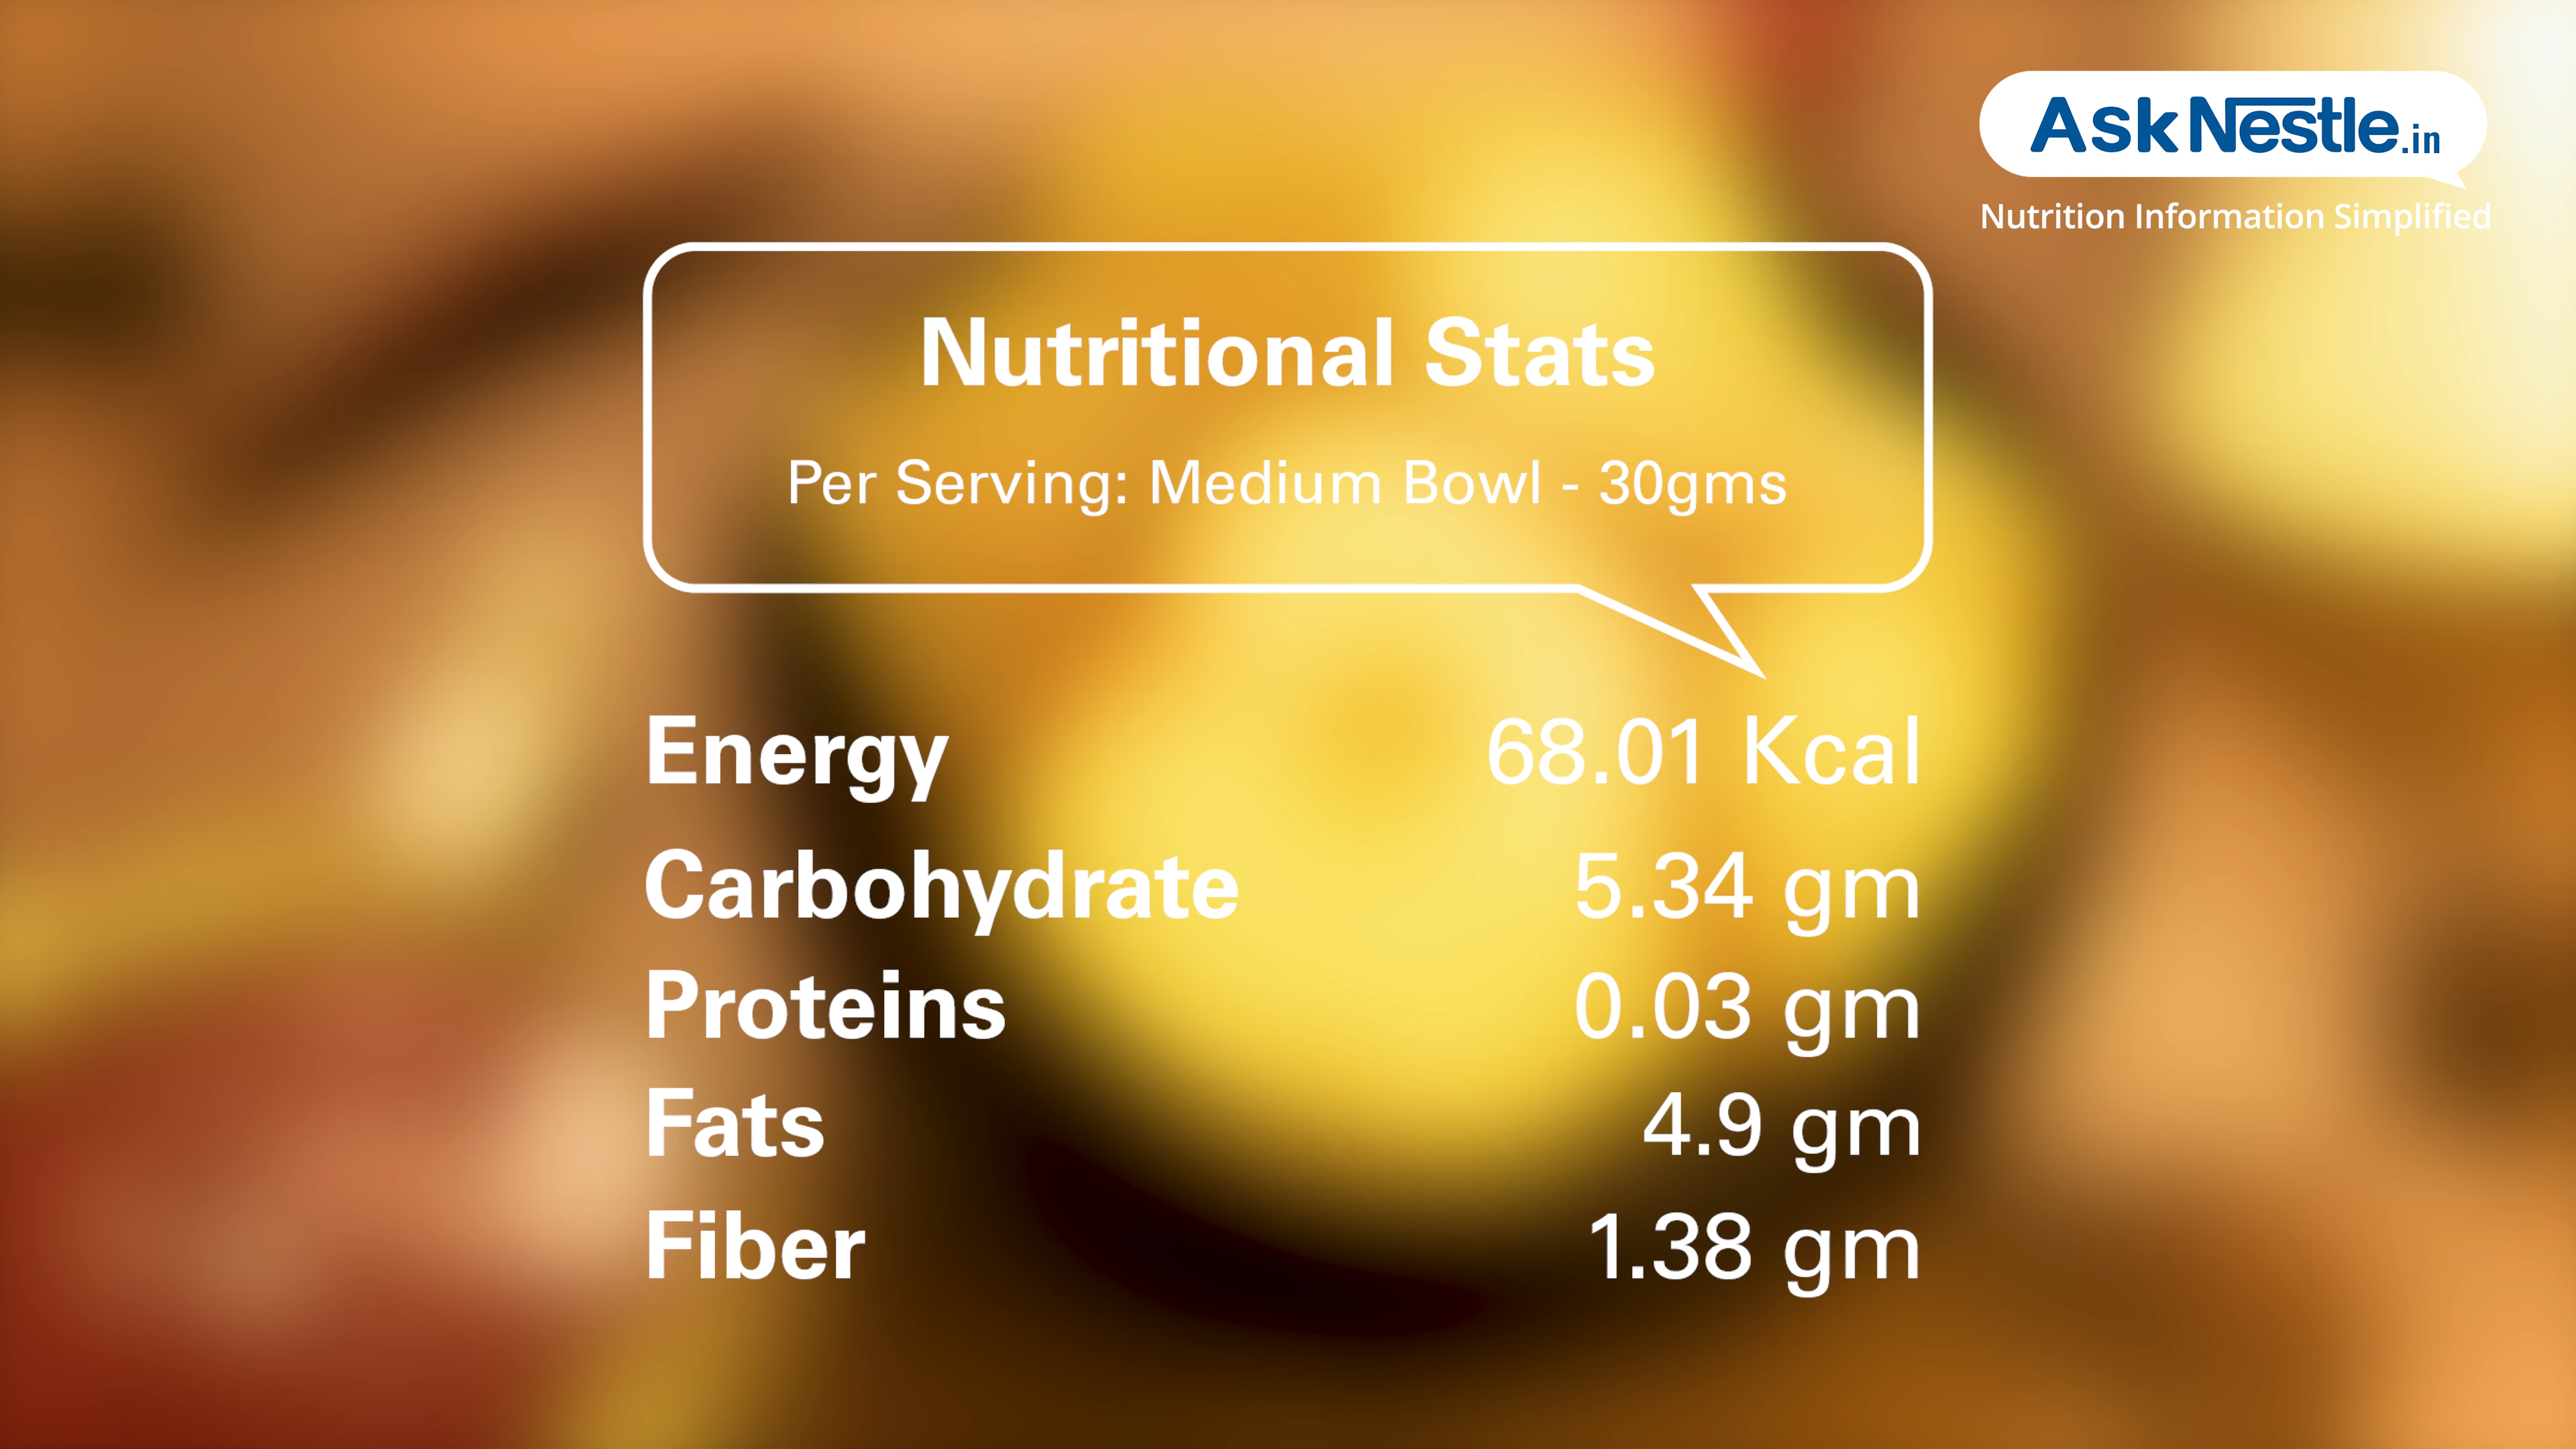 AskNestle.in
Nutrition Information Simplified
Nutritional Stats
Per Serving: Medium Bowl - 30gms
Energy 68.01 Kcal
Carbohydrate 5.34 gm
Proteins 0.03 gm
Fats 4.9 gm
Fiber 1.38 gm